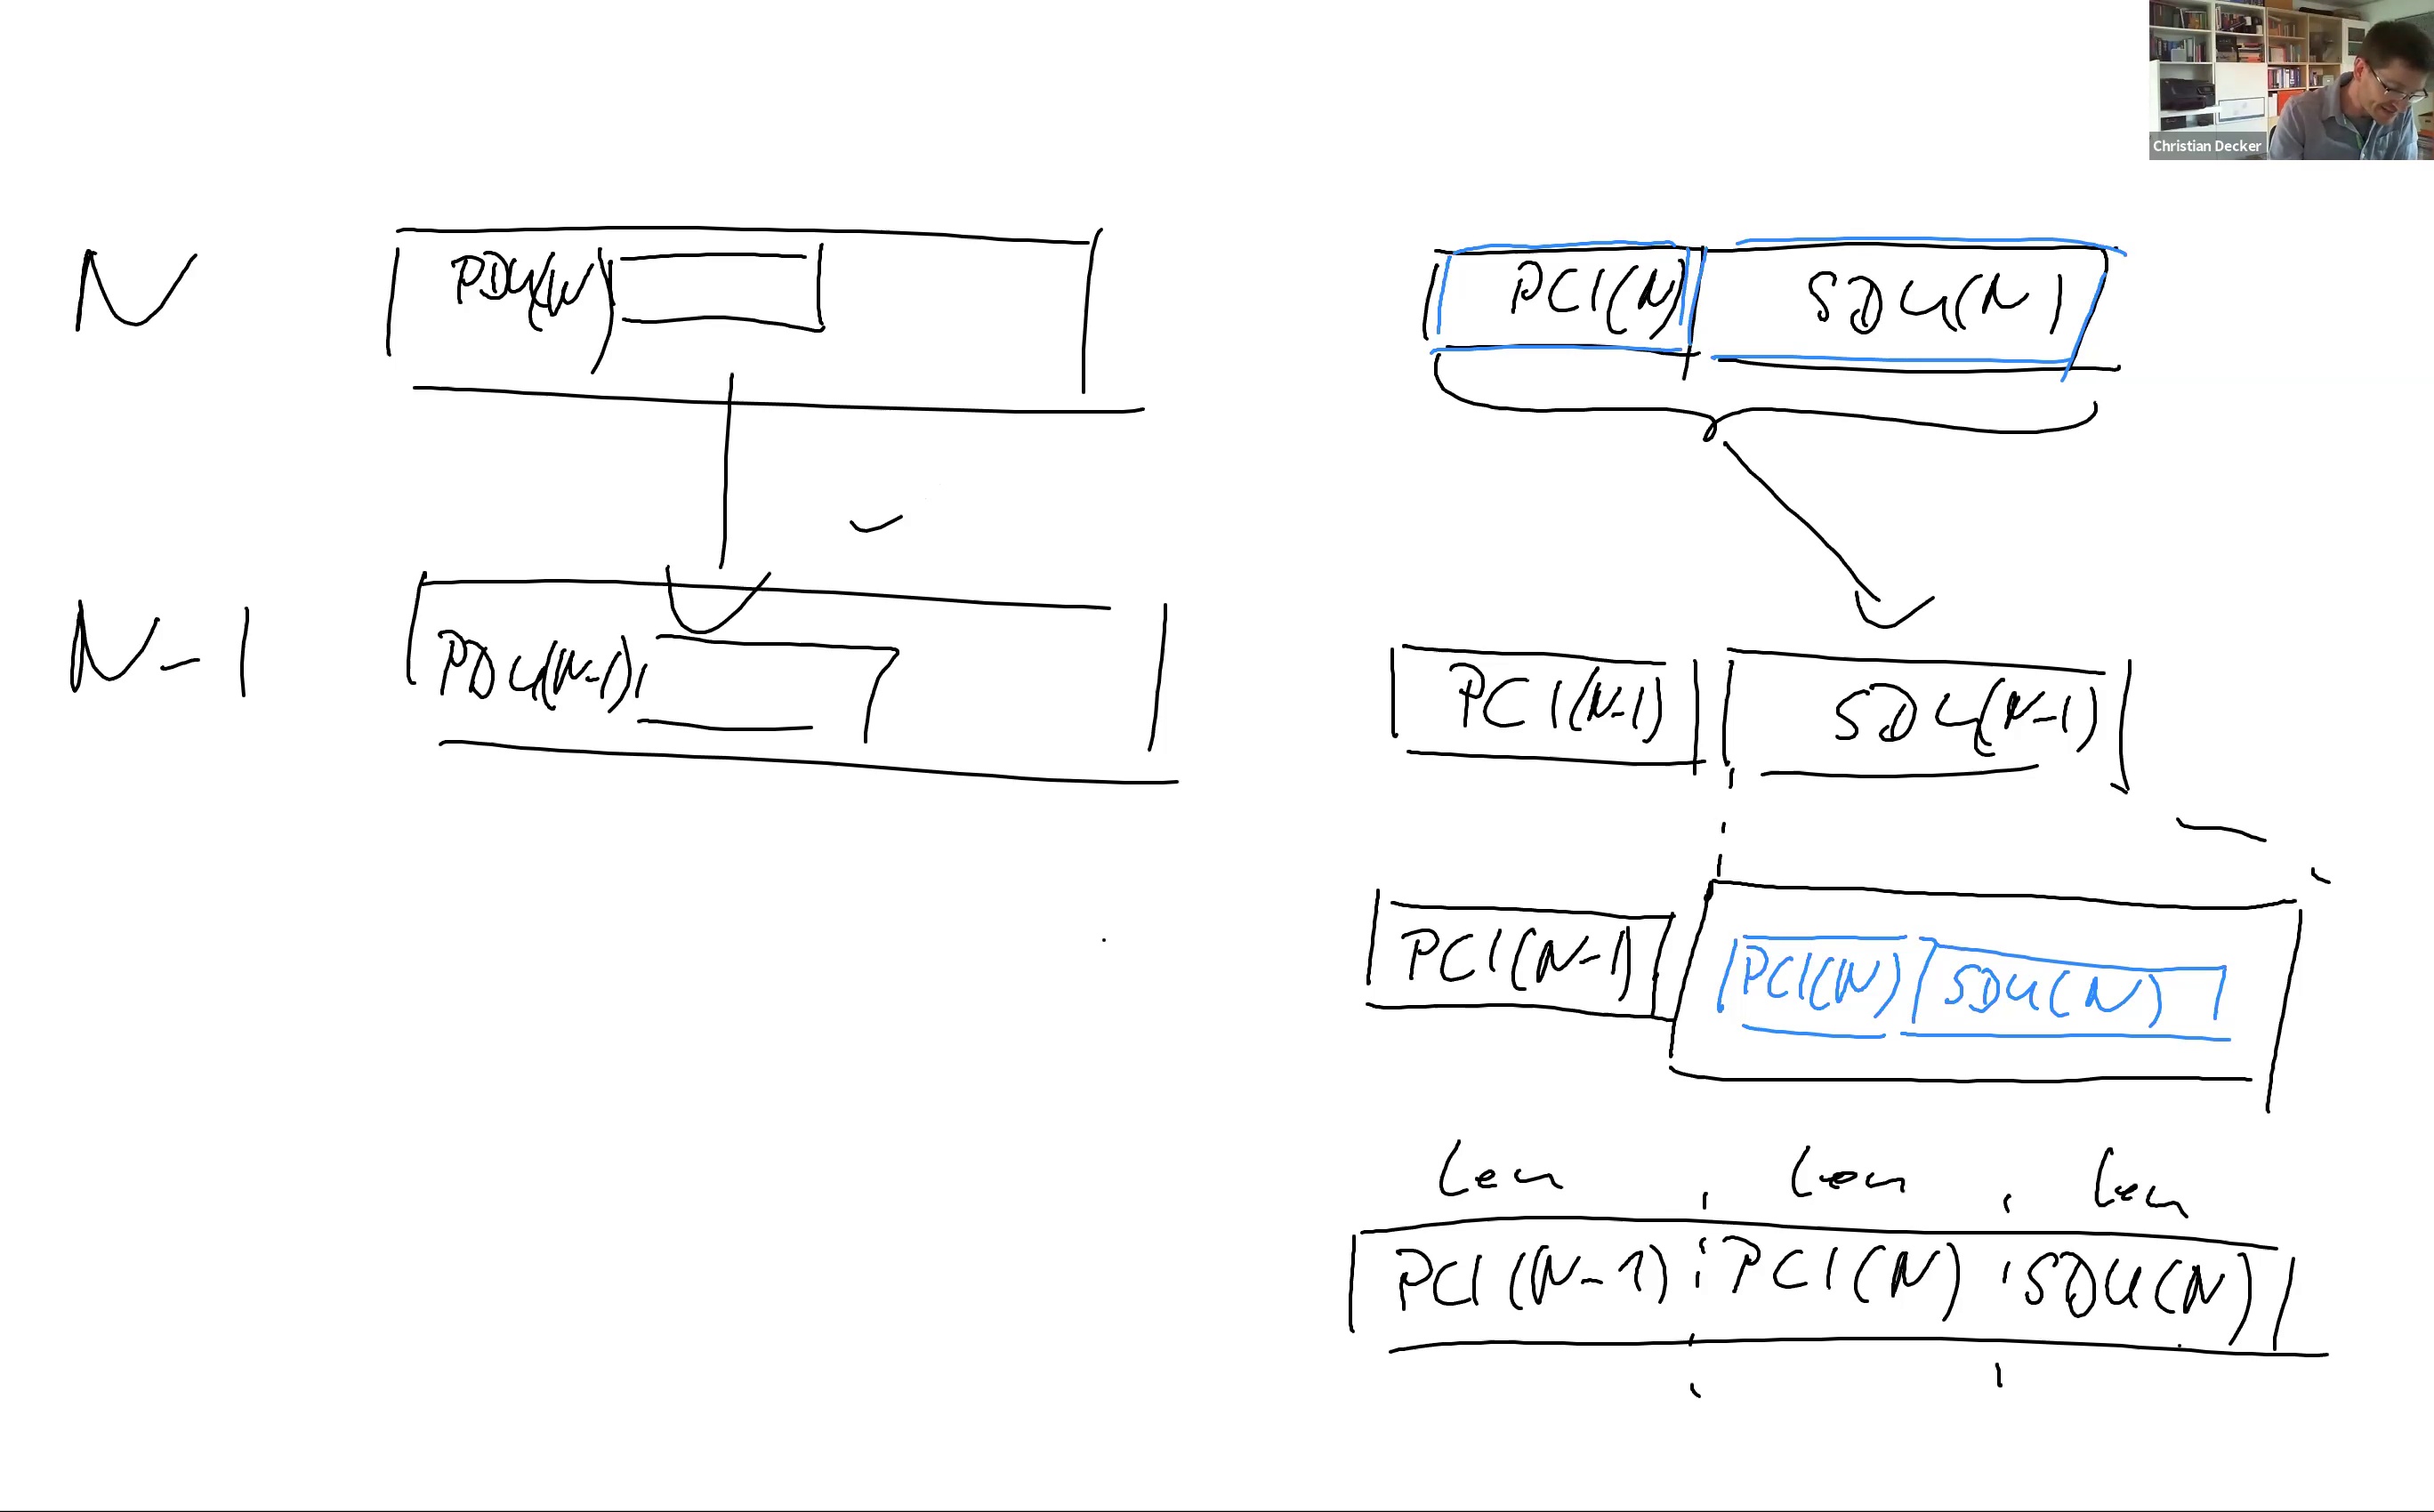 Christian Decker
N
PDU(N)
PCI(N) SDU(N)
N-1
PDU(N-1)
PCI(N-1) SDU(N-1)
PCI(N-1) PCI(N) SDU(N)
Len Len Len
PCI(N-1) PCI(N) SDU(N)